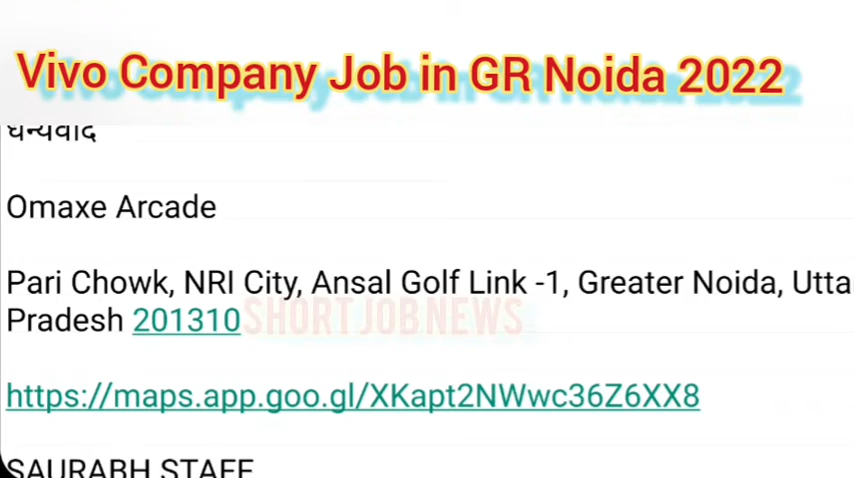 Vivo Company Job in GR Noida 2022
धन्यवाद
Omaxe Arcade
Pari Chowk, NRI City, Ansal Golf Link -1, Greater Noida, Utta
Pradesh 201310
SHORT JOB NEWS
https://maps.app.goo.gl/XKapt2NWwc36Z6XX8
SAURABH STAFF